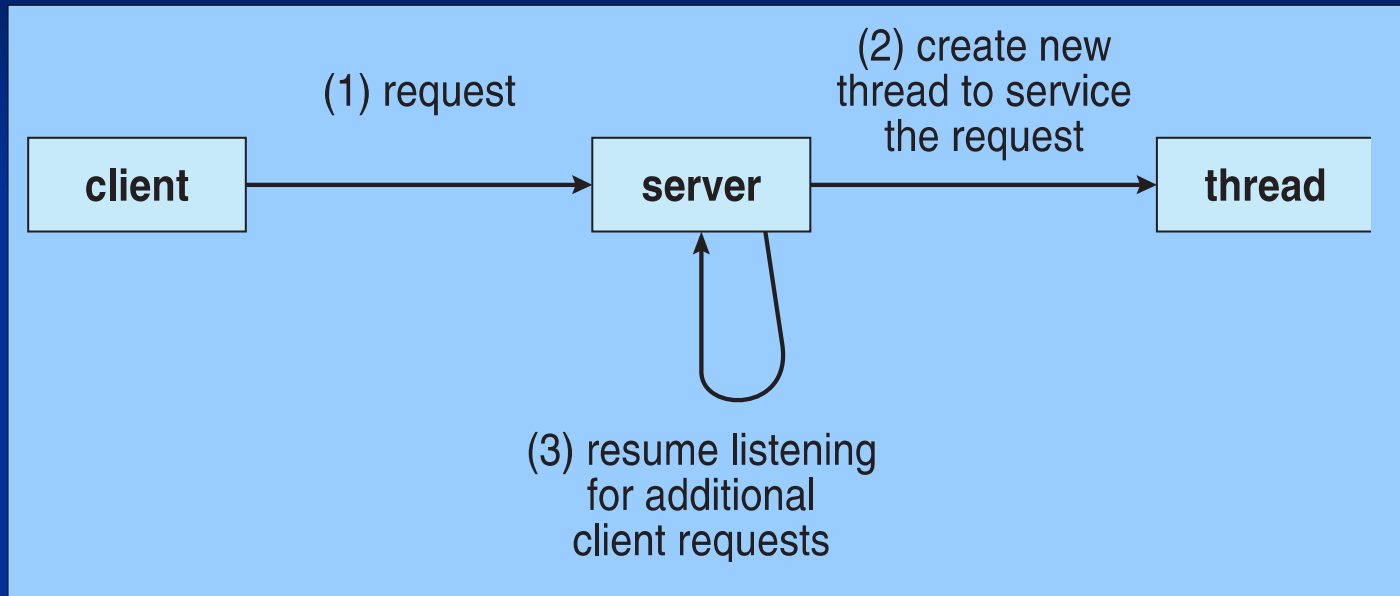 (1) request
(2) create new
thread to service
the request
client
server
thread
(3) resume listening
for additional
client requests